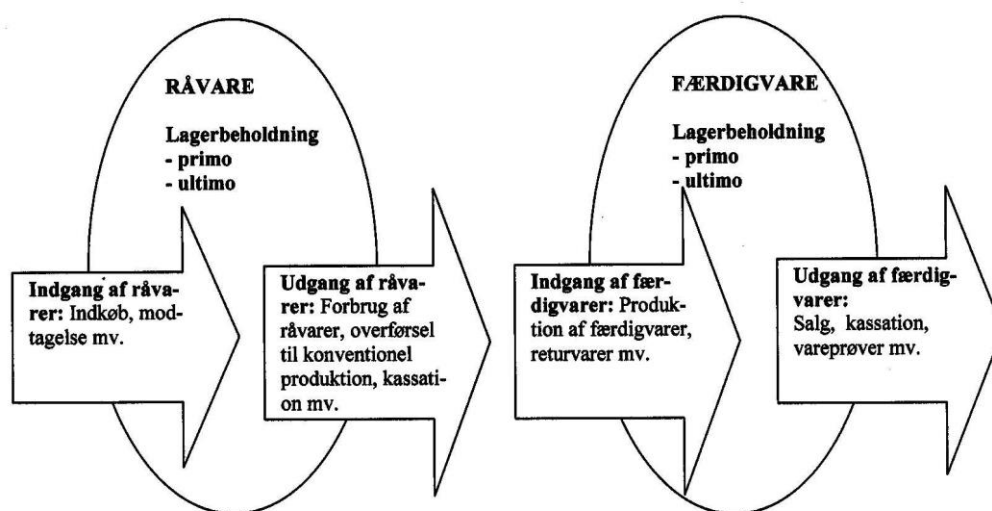 RÅVARE
Lagerbeholdning
- primo
- ultimo
Indgang af råva-
rer: Indkøb, mod-
tagelse mv.
Udgang af råva-
rer: Forbrug af
råvarer, overførsel
til konventionel
produktion, kassati-
on mv.
FÆRDIGVARE
Lagerbeholdning
- primo
- ultimo
Indgang af fær-
digvarer: Produk-
tion af færdigvarer,
returvarer mv.
Udgang af færdig-
varer:
Salg, kassation,
vareprøver mv.